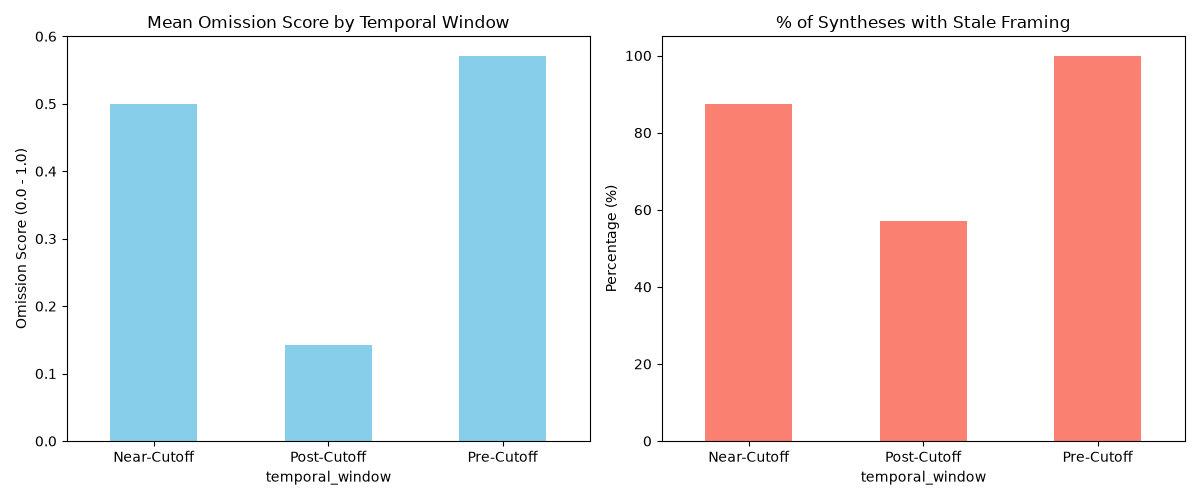 Mean Omission Score by Temporal Window
0.6
0.5
0.4
0.3
0.2
0.1
0.0
Omission Score (0.0 - 1.0)
Near-Cutoff Post-Cutoff Pre-Cutoff
temporal_window
% of Syntheses with Stale Framing
100
80
60
40
20
0
Percentage (%)
Near-Cutoff Post-Cutoff Pre-Cutoff
temporal_window